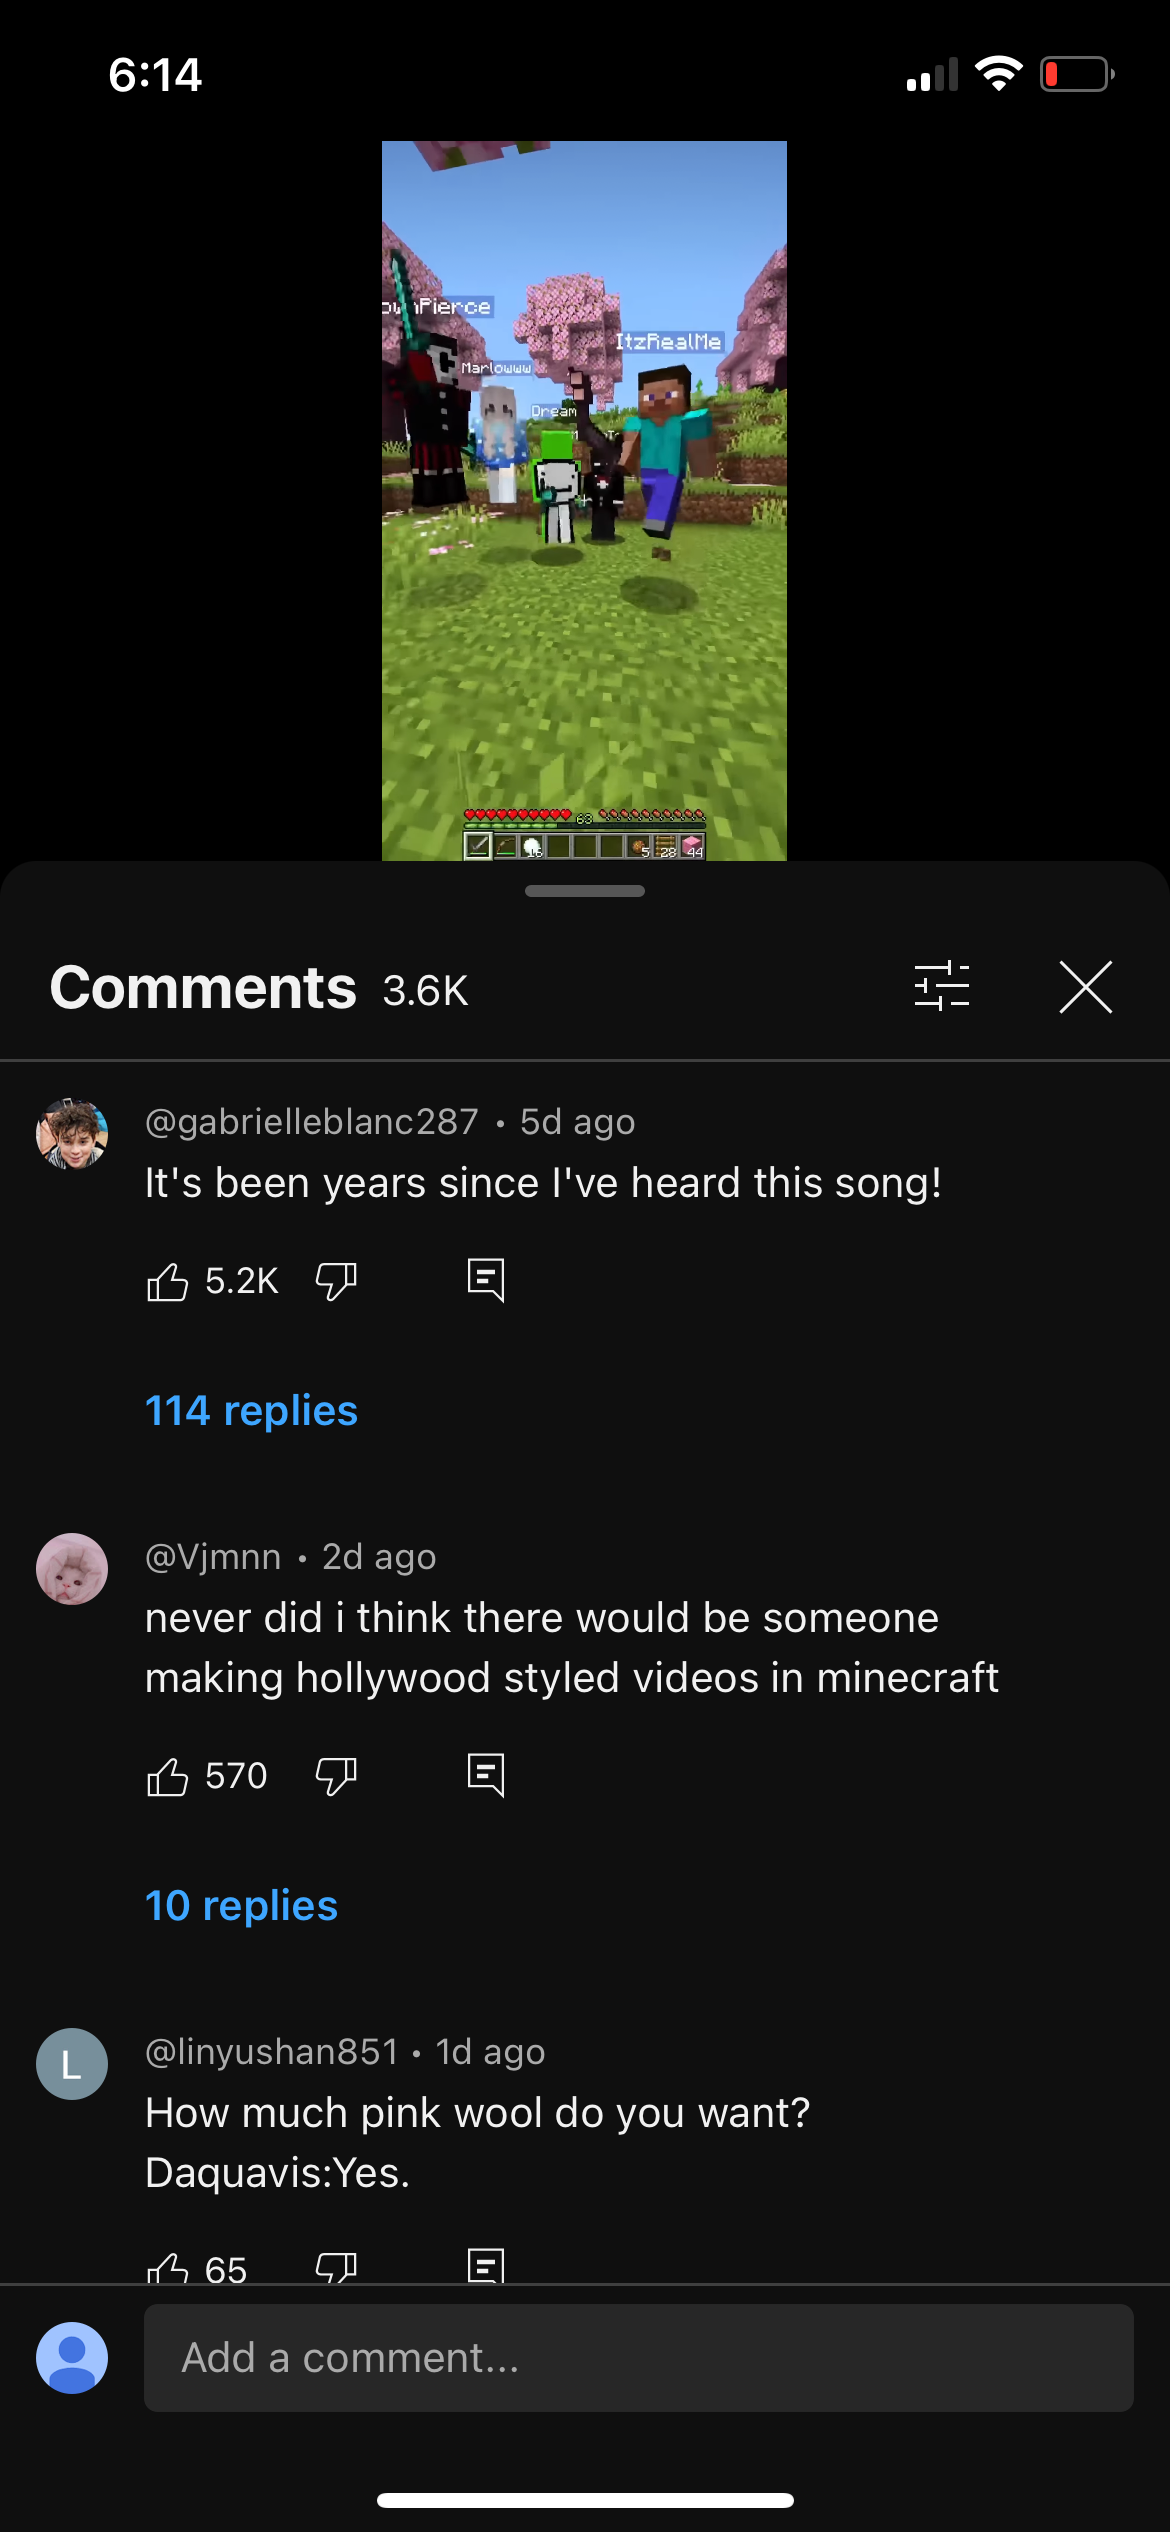 6:14
Pierce
ItzRealMe
Marlowww
Dream
63
16
5
28
44
Comments 3.6K
@gabrielleblanc287 • 5d ago
It's been years since I've heard this song!
5.2K
114 replies
@Vjmnn • 2d ago
never did i think there would be someone
making hollywood styled videos in minecraft
570
10 replies
L
@linyushan851 • 1d ago
How much pink wool do you want?
Daquavis:Yes.
65
Add a comment...